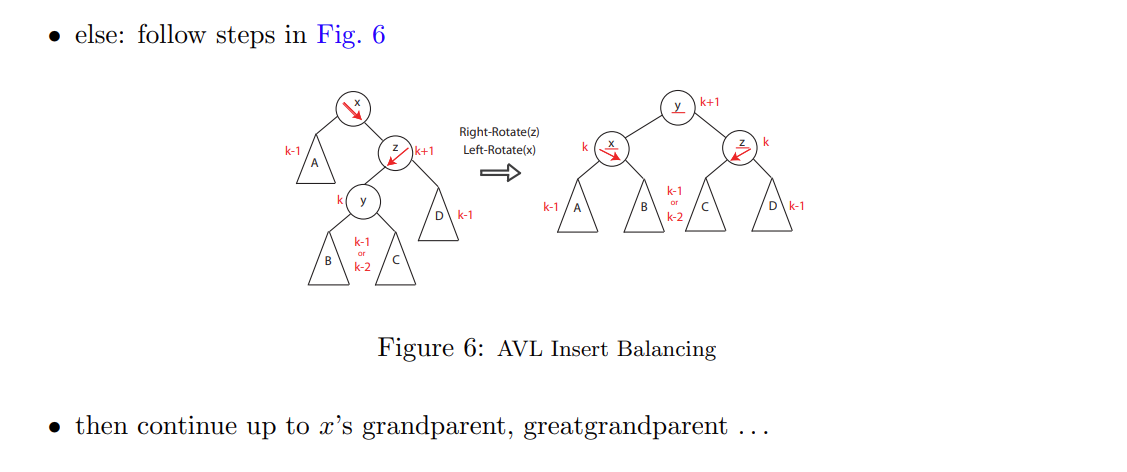 • else: follow steps in Fig. 6
x
k-1
A
z
k+1
k
y
D
k-1
B
k-1
or
k-2
C
Right-Rotate(z)
Left-Rotate(x)
y
k+1
k
x
z
k
k-1
A
B
k-1
or
k-2
C
D
k-1
Figure 6: AVL Insert Balancing
• then continue up to x's grandparent, greatgrandparent ...